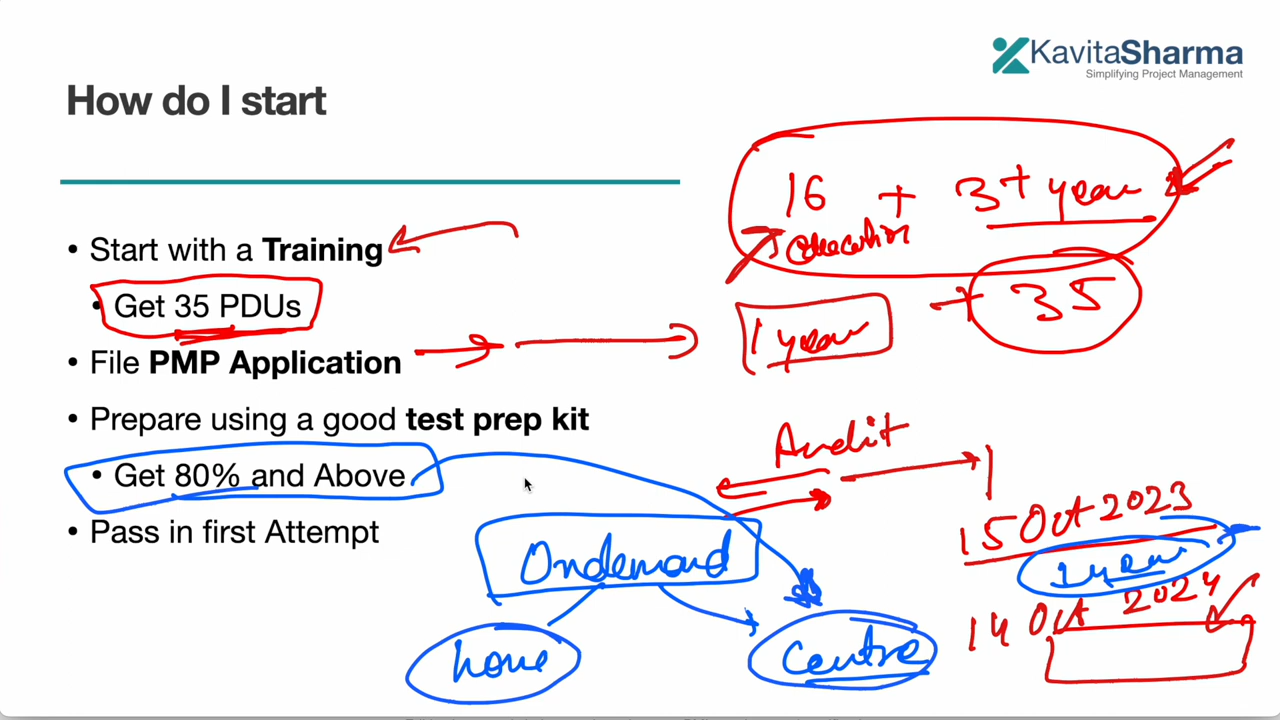 KavitaSharma
Simplifying Project Management
How do I start
16 + 3+ year
education
• Start with a Training
• Get 35 PDUs
1 year + 35
• File PMP Application
• Prepare using a good test prep kit
Audit
• Get 80% and Above
15 Oct 2023
• Pass in first Attempt
Ondemand
1 year
14 Oct 2024
home
centre